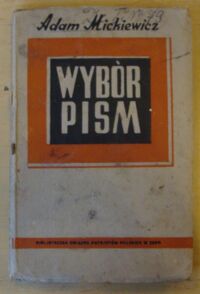 Adam Mickiewicz
WYBÓR
PISM
BIBLIOTECZKA ZWIĄZKU PATRIOTÓW POLSKICH W ZSRR